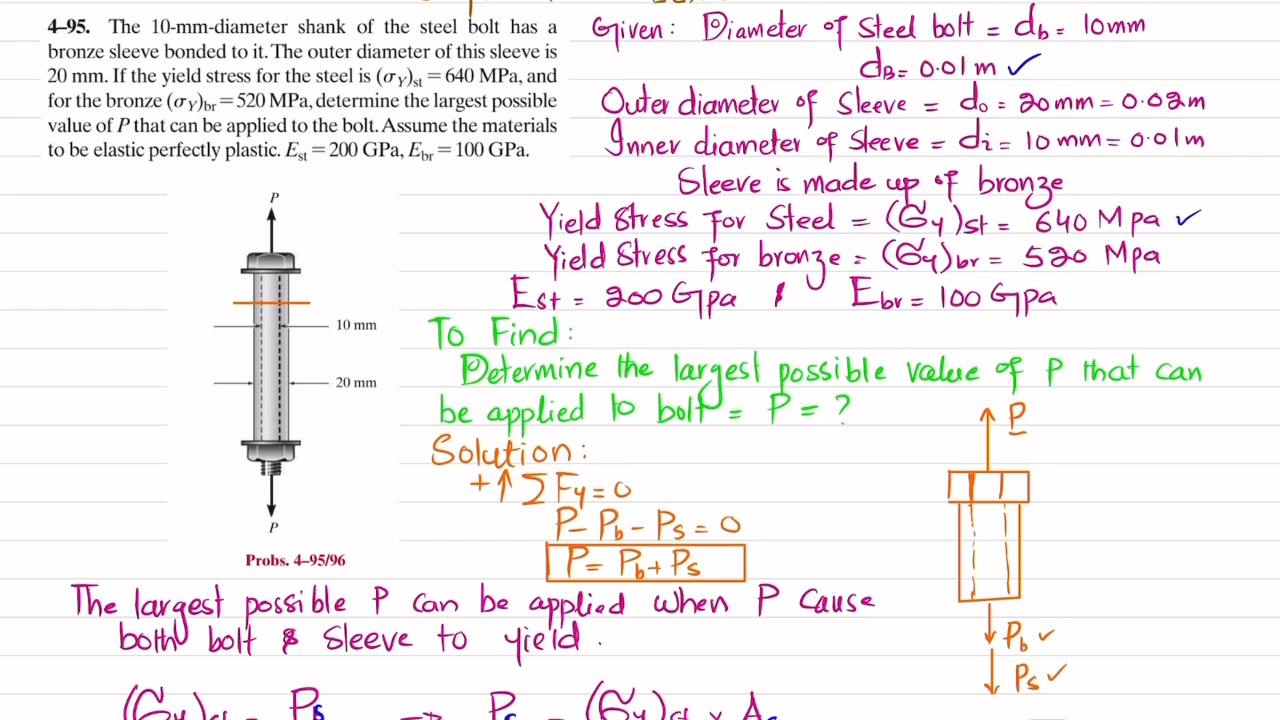 4–95. The 10-mm-diameter shank of the steel bolt has a
bronze sleeve bonded to it. The outer diameter of this sleeve is
20 mm. If the yield stress for the steel is (σY)st = 640 MPa, and
for the bronze (σY)br = 520 MPa, determine the largest possible
value of P that can be applied to the bolt. Assume the materials
to be elastic perfectly plastic. Est = 200 GPa, Ebr = 100 GPa.
P
10 mm
20 mm
P
Probs. 4–95/96
Given: Diameter of Steel bolt = db = 10mm
dB = 0.01 m ✓
Outer diameter of Sleeve = do = 20 mm = 0.02m
Inner diameter of Sleeve = di = 10 mm = 0.01m
Sleeve is made up of bronze
Yield Stress for Steel = (σy)st = 640 Mpa ✓
Yield Stress for bronze = (σy)br = 520 Mpa
Est = 200 Gpa , Ebr = 100 Gpa
To Find:
Determine the largest possible value of P that can
be applied to bolt = P = ?
Solution:
+↑ ΣFy = 0
P - Pb - Ps = 0
P = Pb + Ps
P
Pb ✓
Ps ✓
The largest possible P can be applied when P cause
both bolt & sleeve to yield.